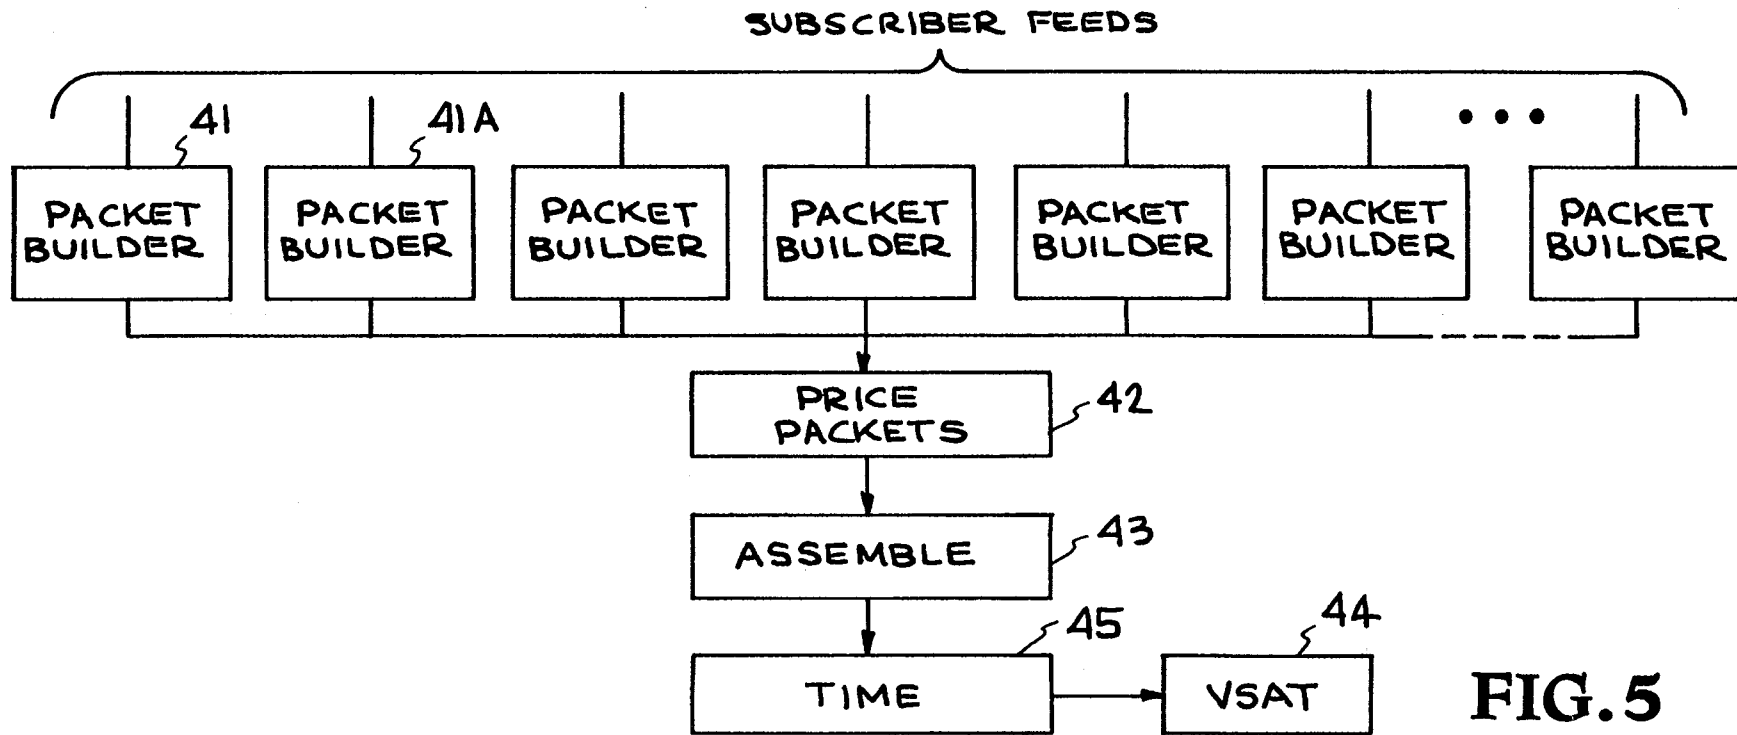 SUBSCRIBER FEEDS
41
41A
PACKET
BUILDER
PACKET
BUILDER
PACKET
BUILDER
PACKET
BUILDER
PACKET
BUILDER
PACKET
BUILDER
PACKET
BUILDER
PRICE
PACKETS
42
ASSEMBLE
43
TIME
45
VSAT
44
FIG. 5